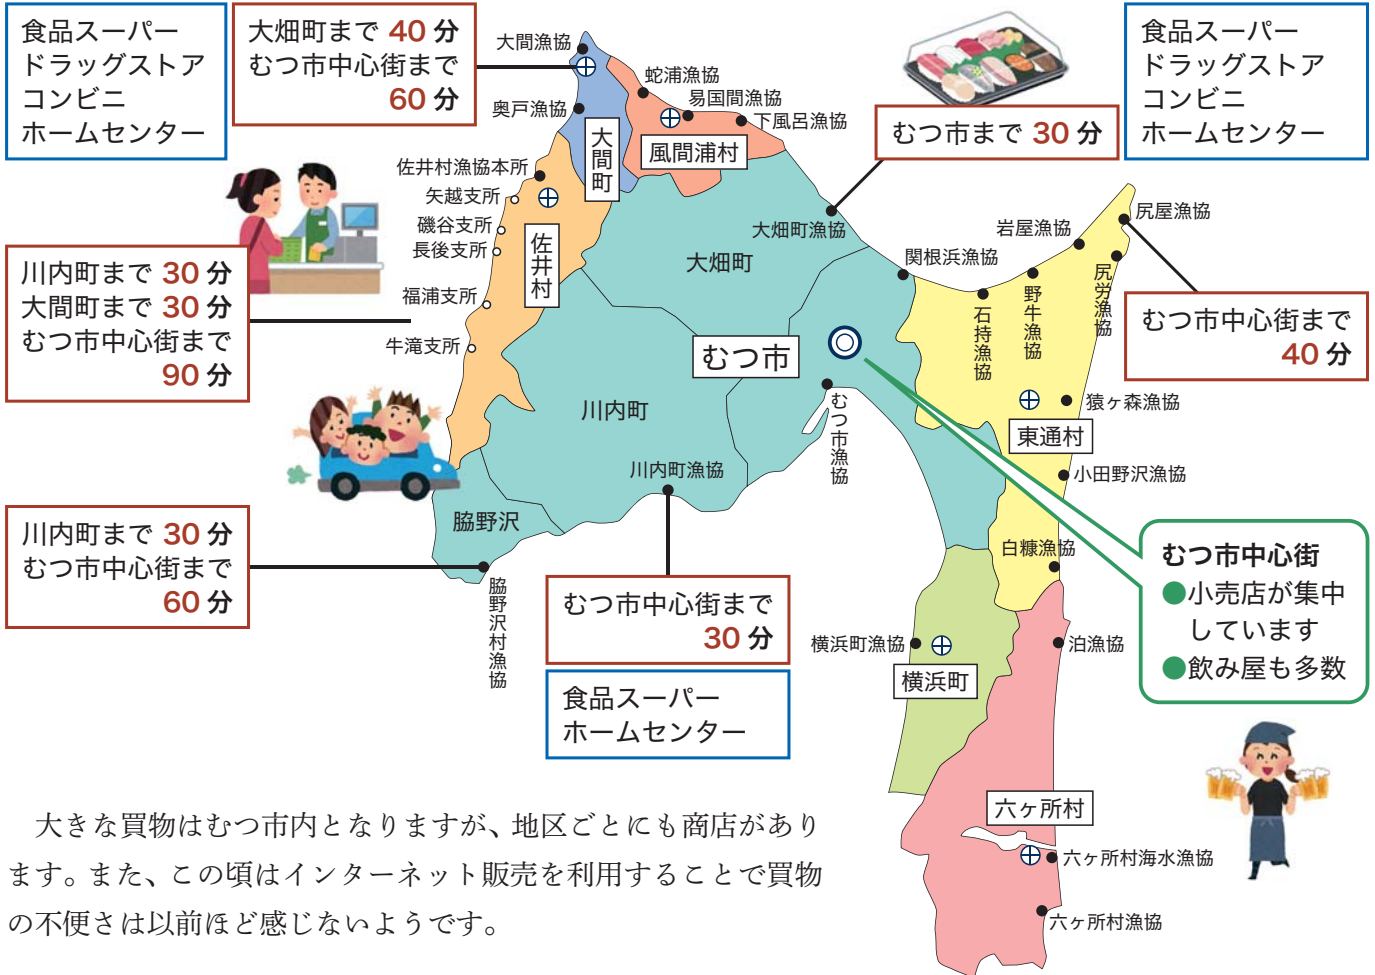 食品スーパー
ドラッグストア
コンビニ
ホームセンター
大畑町まで 40 分
むつ市中心街まで
60 分
大間漁協
奥戸漁協
大間町
蛇浦漁協
易国間漁協
下風呂漁協
風間浦村
むつ市まで 30 分
食品スーパー
ドラッグストア
コンビニ
ホームセンター
佐井村漁協本所
矢越支所
磯谷支所
長後支所
福浦支所
牛滝支所
佐井村
川内町まで 30 分
大間町まで 30 分
むつ市中心街まで
90 分
大畑町漁協
大畑町
関根浜漁協
岩屋漁協
尻屋漁協
尻労漁協
野牛漁協
石持漁協
むつ市中心街まで
40 分
むつ市
川内町
むつ市漁協
猿ヶ森漁協
東通村
小田野沢漁協
川内町漁協
脇野沢
白糠漁協
川内町まで 30 分
むつ市中心街まで
60 分
脇野沢村漁協
むつ市中心街まで
30 分
食品スーパー
ホームセンター
むつ市中心街
●小売店が集中
しています
●飲み屋も多数
横浜町漁協
横浜町
泊漁協
六ヶ所村
六ヶ所村海水漁協
六ヶ所村漁協
大きな買物はむつ市内となりますが、地区ごとにも商店があり
ます。また、この頃はインターネット販売を利用することで買物
の不便さは以前ほど感じないようです。